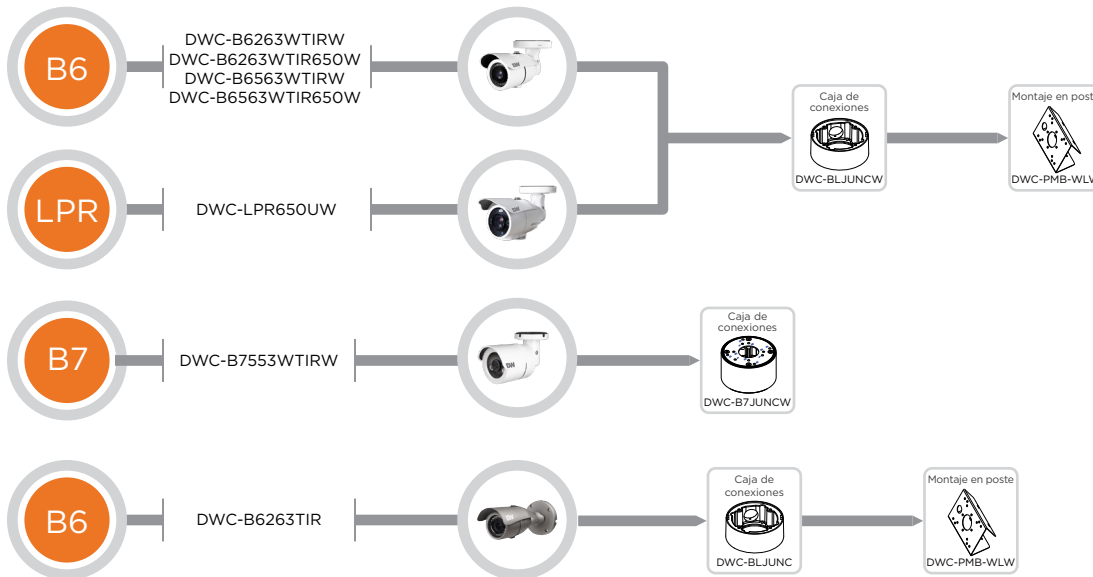 B6
DWC-B6263WTIRW
DWC-B6263WTIR650W
DWC-B6563WTIRW
DWC-B6563WTIR650W
Caja de
conexiones
DWC-BLJUNCW
Montaje en poste
DWC-PMB-WLW
LPR
DWC-LPR650UW
B7
DWC-B7553WTIRW
Caja de
conexiones
DWC-B7JUNCW
B6
DWC-B6263TIR
Caja de
conexiones
DWC-BLJUNC
Montaje en poste
DWC-PMB-WLW